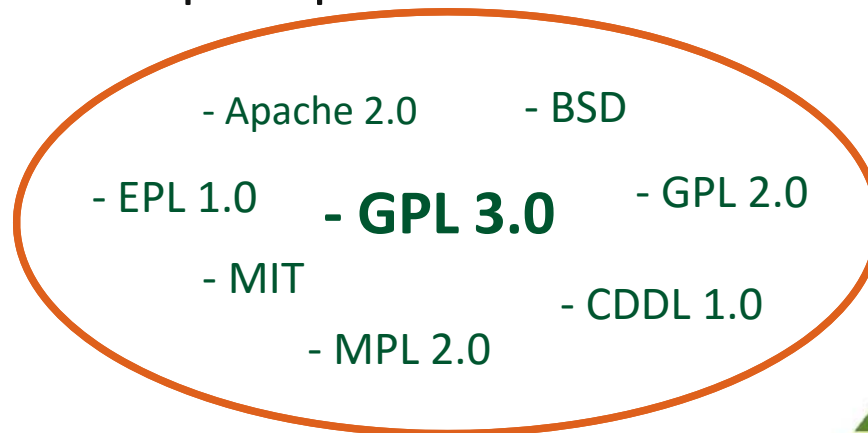 - Apache 2.0
- BSD
- EPL 1.0
- GPL 3.0
- GPL 2.0
- MIT
- CDDL 1.0
- MPL 2.0